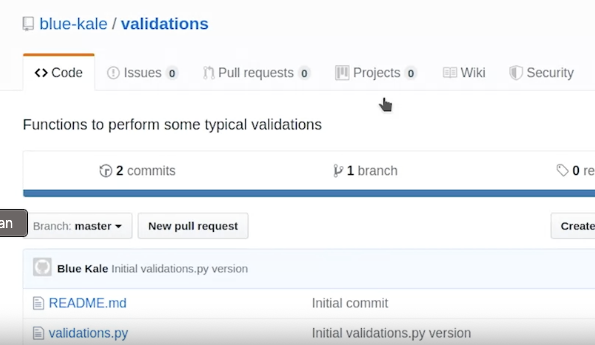 blue-kale / validations
Code Issues 0 Pull requests 0 Projects 0 Wiki Security
Functions to perform some typical validations
2 commits 1 branch 0 re
an Branch: master New pull request Create
Blue Kale Initial validations.py version
README.md Initial commit
validations.py Initial validations.py version